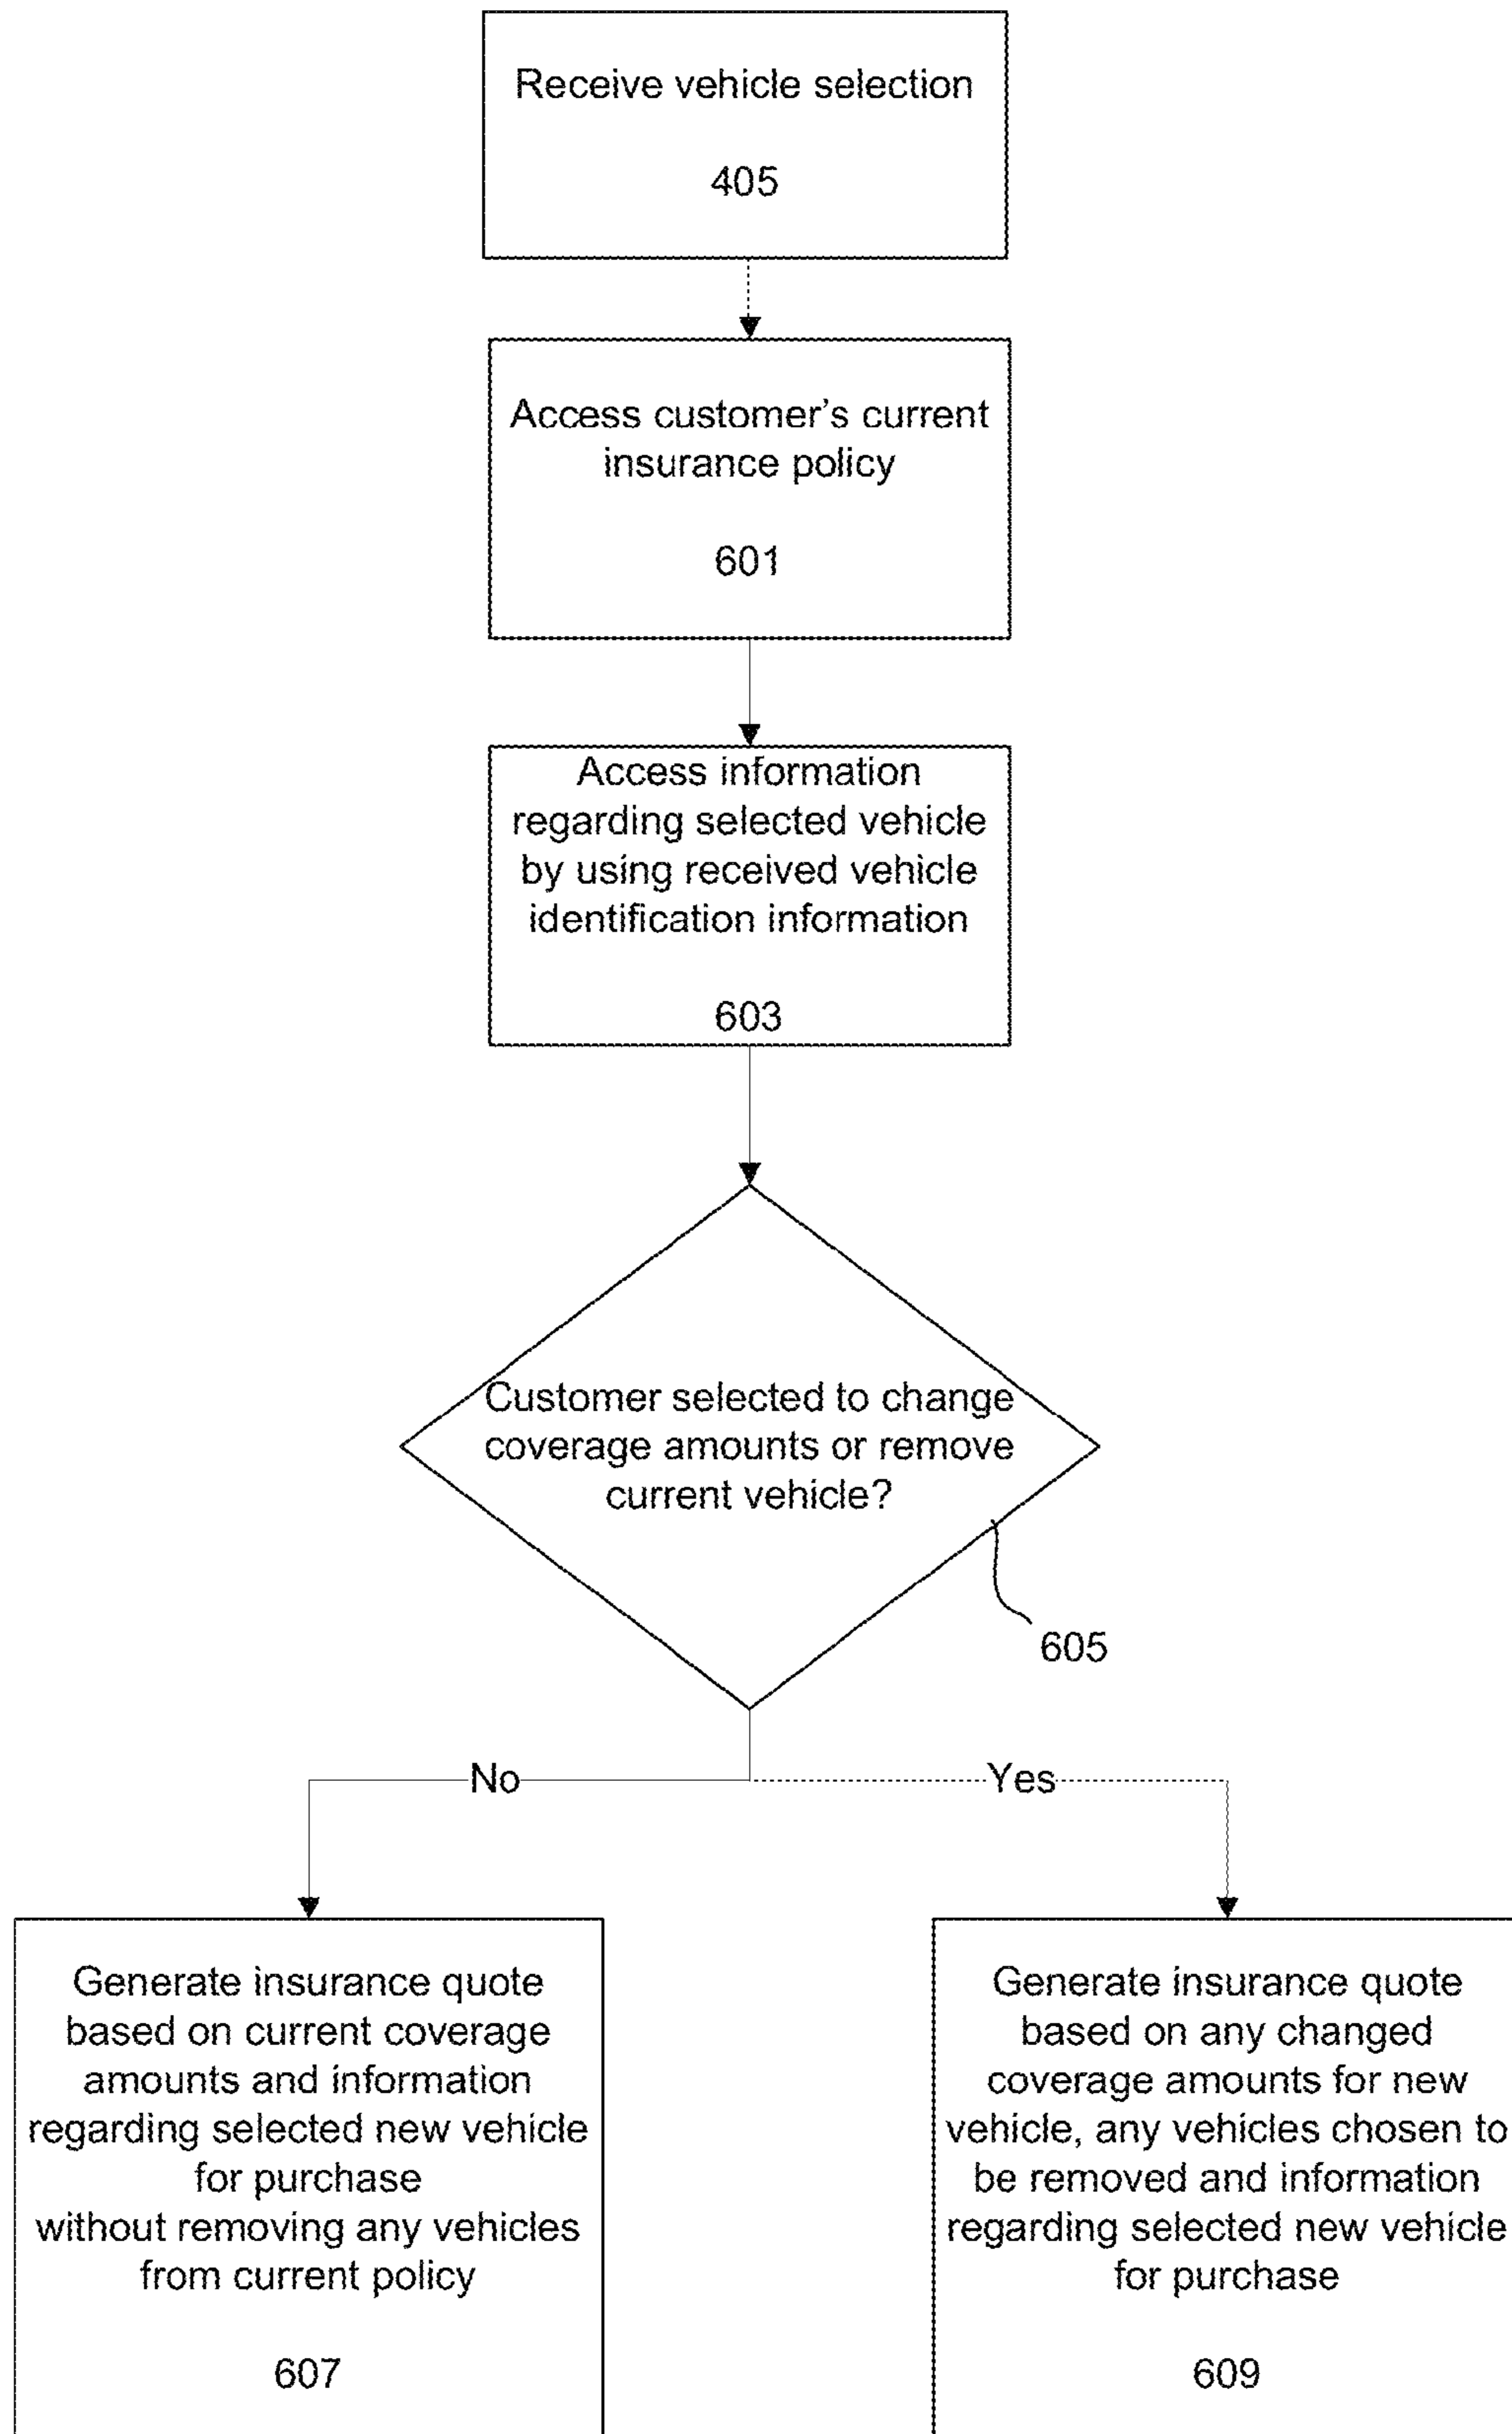 Receive vehicle selection
405
Access customer's current
insurance policy
601
Access information
regarding selected vehicle
by using received vehicle
identification information
603
Customer selected to change
coverage amounts or remove
current vehicle?
605
No
Yes
Generate insurance quote
based on current coverage
amounts and information
regarding selected new vehicle
for purchase
without removing any vehicles
from current policy
607
Generate insurance quote
based on any changed
coverage amounts for new
vehicle, any vehicles chosen to
be removed and information
regarding selected new vehicle
for purchase
609